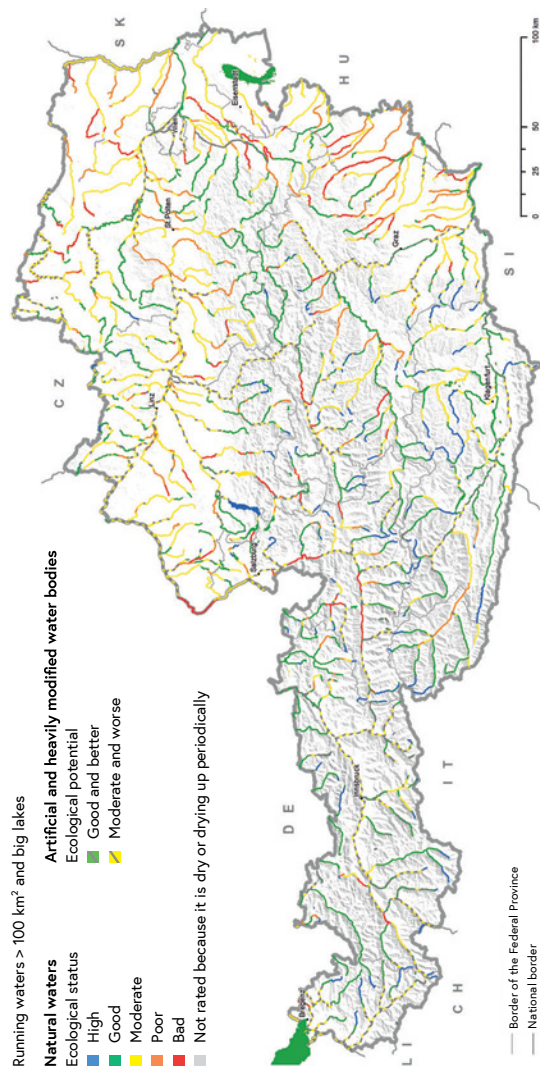 Running waters > 100 km² and big lakes
Natural waters
Ecological status
High
Good
Moderate
Poor
Bad
Not rated because it is dry or drying up periodically
Artificial and heavily modified water bodies
Ecological potential
Good and better
Moderate and worse
Border of the Federal Province
National border
LI
CH
DE
IT
CZ
SK
HU
SI
Bregenz
Innsbruck
Salzburg
Linz
St.Pölten
Wien
Eisenstadt
Graz
Klagenfurt
0 25 50 100 km